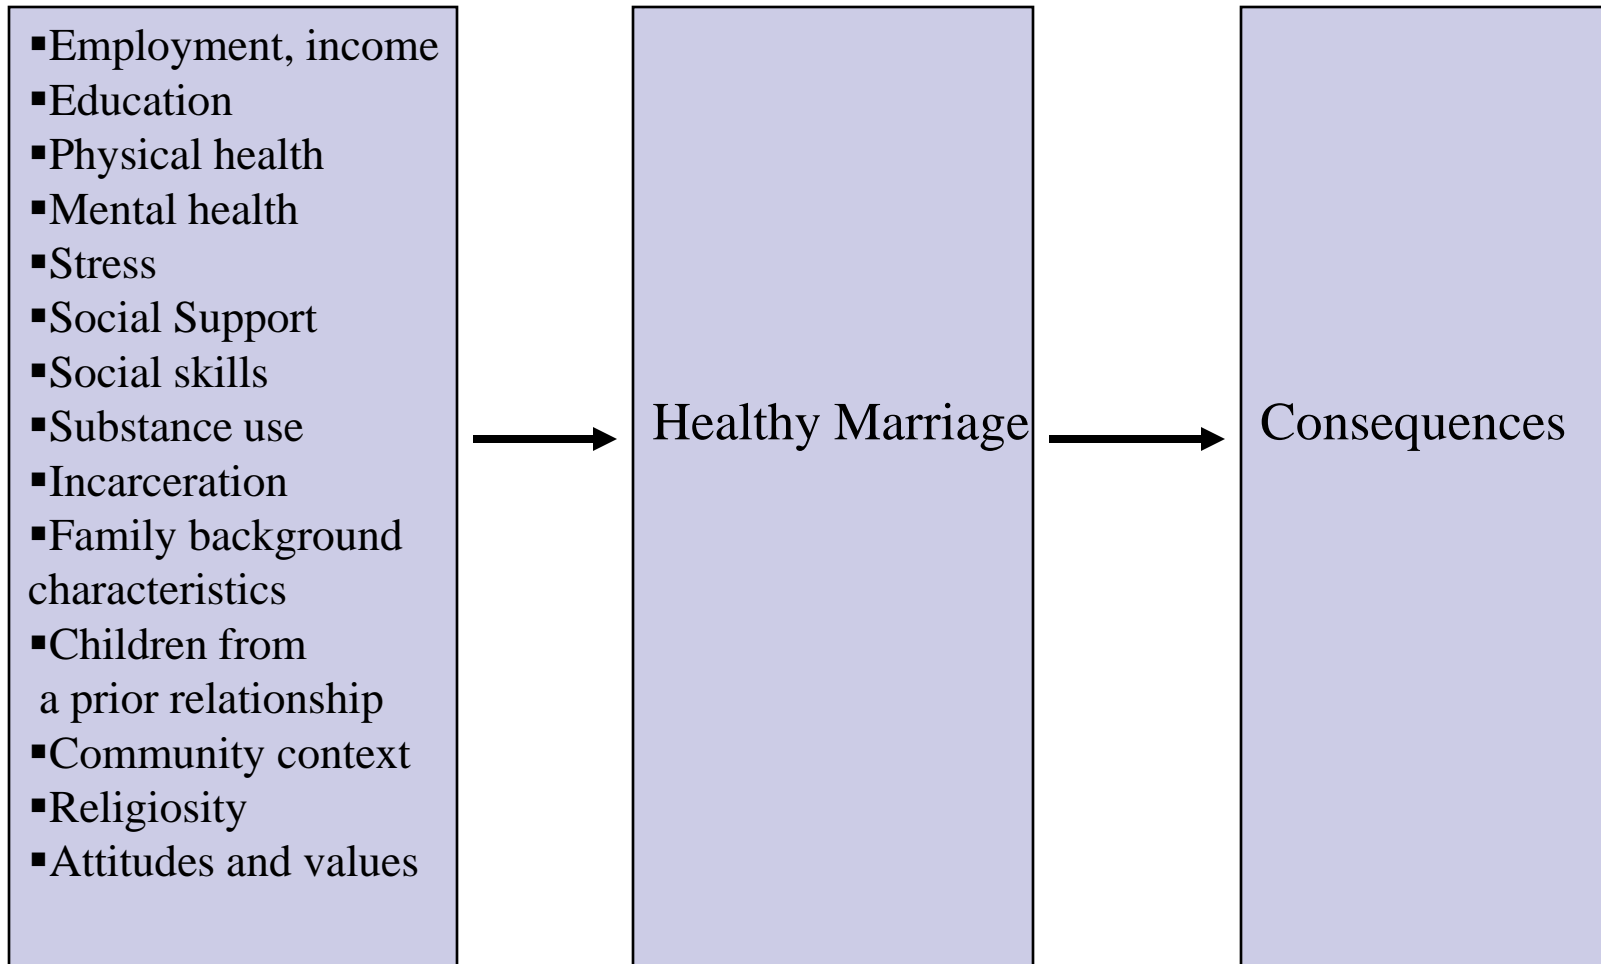 ▪Employment, income
▪Education
▪Physical health
▪Mental health
▪Stress
▪Social Support
▪Social skills
▪Substance use
▪Incarceration
▪Family background
characteristics
▪Children from
a prior relationship
▪Community context
▪Religiosity
▪Attitudes and values
Healthy Marriage
Consequences